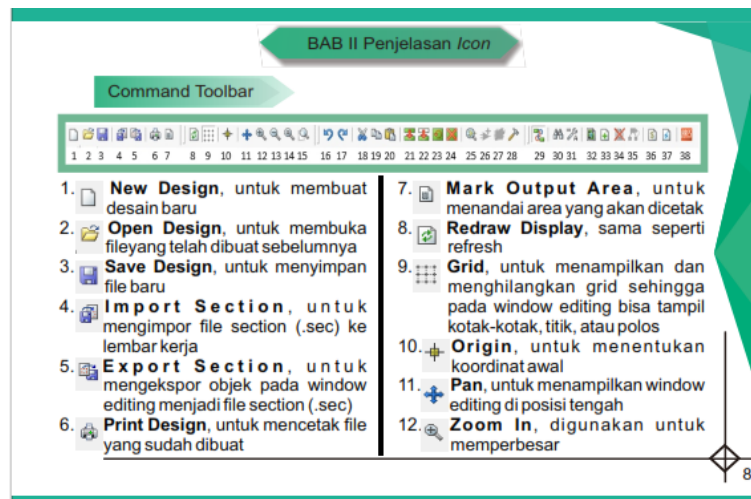 BAB II Penjelasan Icon
Command Toolbar
1 2 3 4 5 6 7 8 9 10 11 12 13 14 15 16 17 18 19 20 21 22 23 24 25 26 27 28 29 30 31 32 33 34 35 36 37 38
1. New Design, untuk membuat
desain baru
2. Open Design, untuk membuka
fileyang telah dibuat sebelumnya
3. Save Design, untuk menyimpan
file baru
4. Import Section, untuk
mengimpor file section (.sec) ke
lembar kerja
5. Export Section, untuk
mengekspor objek pada window
editing menjadi file section (.sec)
6. Print Design, untuk mencetak file
yang sudah dibuat
7. Mark Output Area, untuk
menandai area yang akan dicetak
8. Redraw Display, sama seperti
refresh
9. Grid, untuk menampilkan dan
menghilangkan grid sehingga
pada window editing bisa tampil
kotak-kotak, titik, atau polos
10. Origin, untuk menentukan
koordinat awal
11. Pan, untuk menampilkan window
editing di posisi tengah
12. Zoom In, digunakan untuk
memperbesar
8